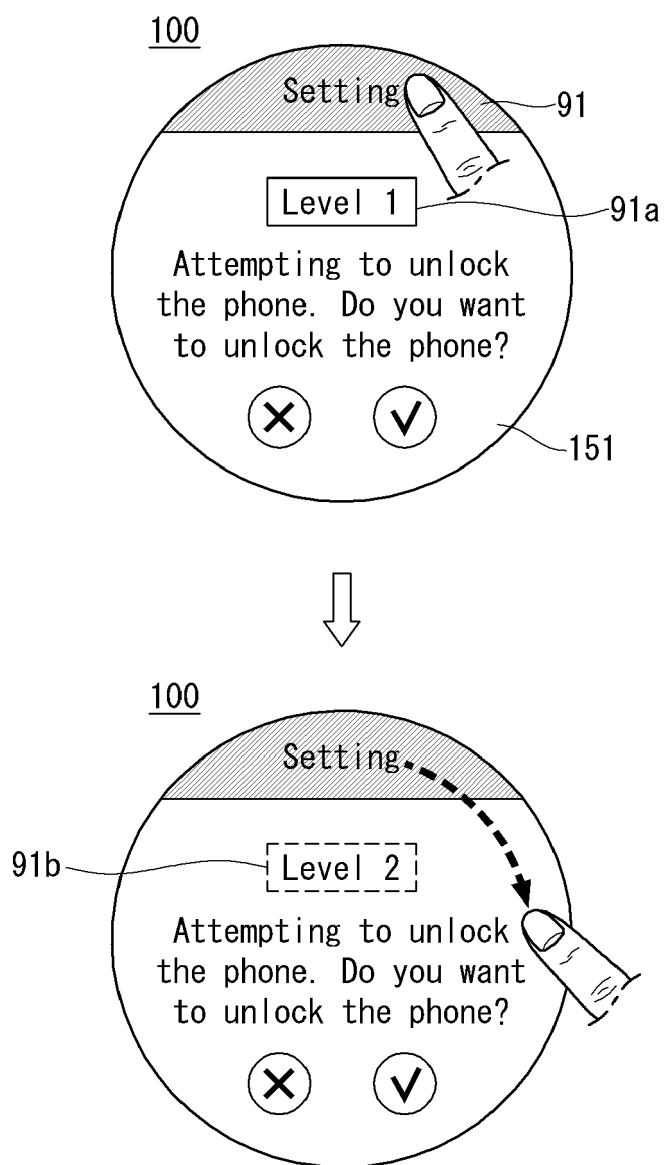 100
Setting
91
Level 1
91a
Attempting to unlock
the phone. Do you want
to unlock the phone?
151
100
Setting
91b
Level 2
Attempting to unlock
the phone. Do you want
to unlock the phone?